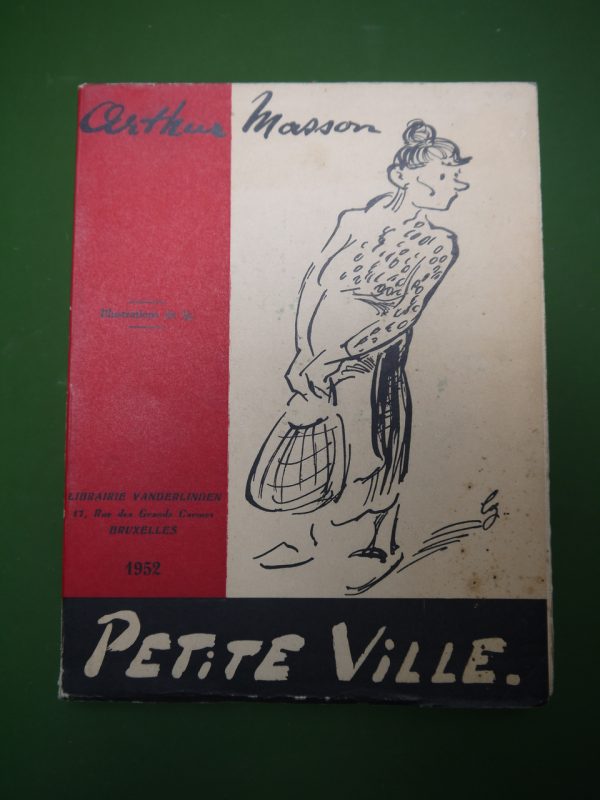 Arthur Masson
Illustrations de G.
LIBRAIRIE VANDERLINDEN
17, Rue des Grands Carmes
BRUXELLES
1952
G.
PETITE VILLE.